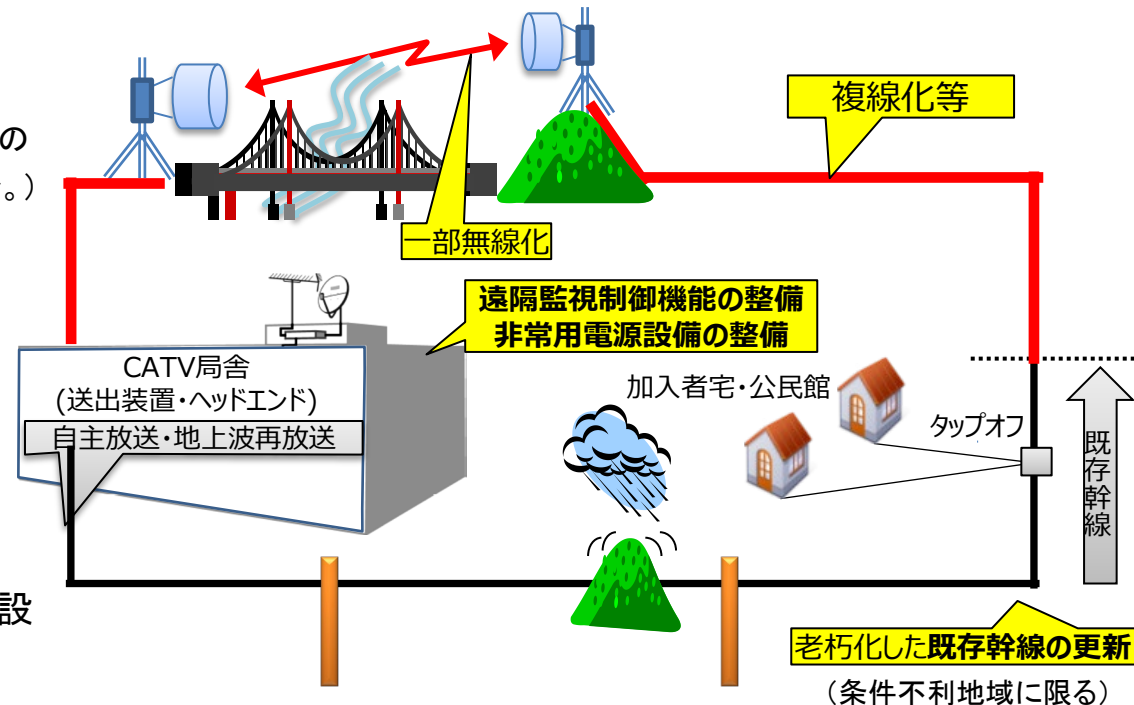 の
。)
複線化等
一部無線化
遠隔監視制御機能の整備
非常用電源設備の整備
CATV局舎
(送出装置・ヘッドエンド)
自主放送・地上波再放送
加入者宅・公民館
タップオフ
既存幹線
設
老朽化した既存幹線の更新
(条件不利地域に限る)